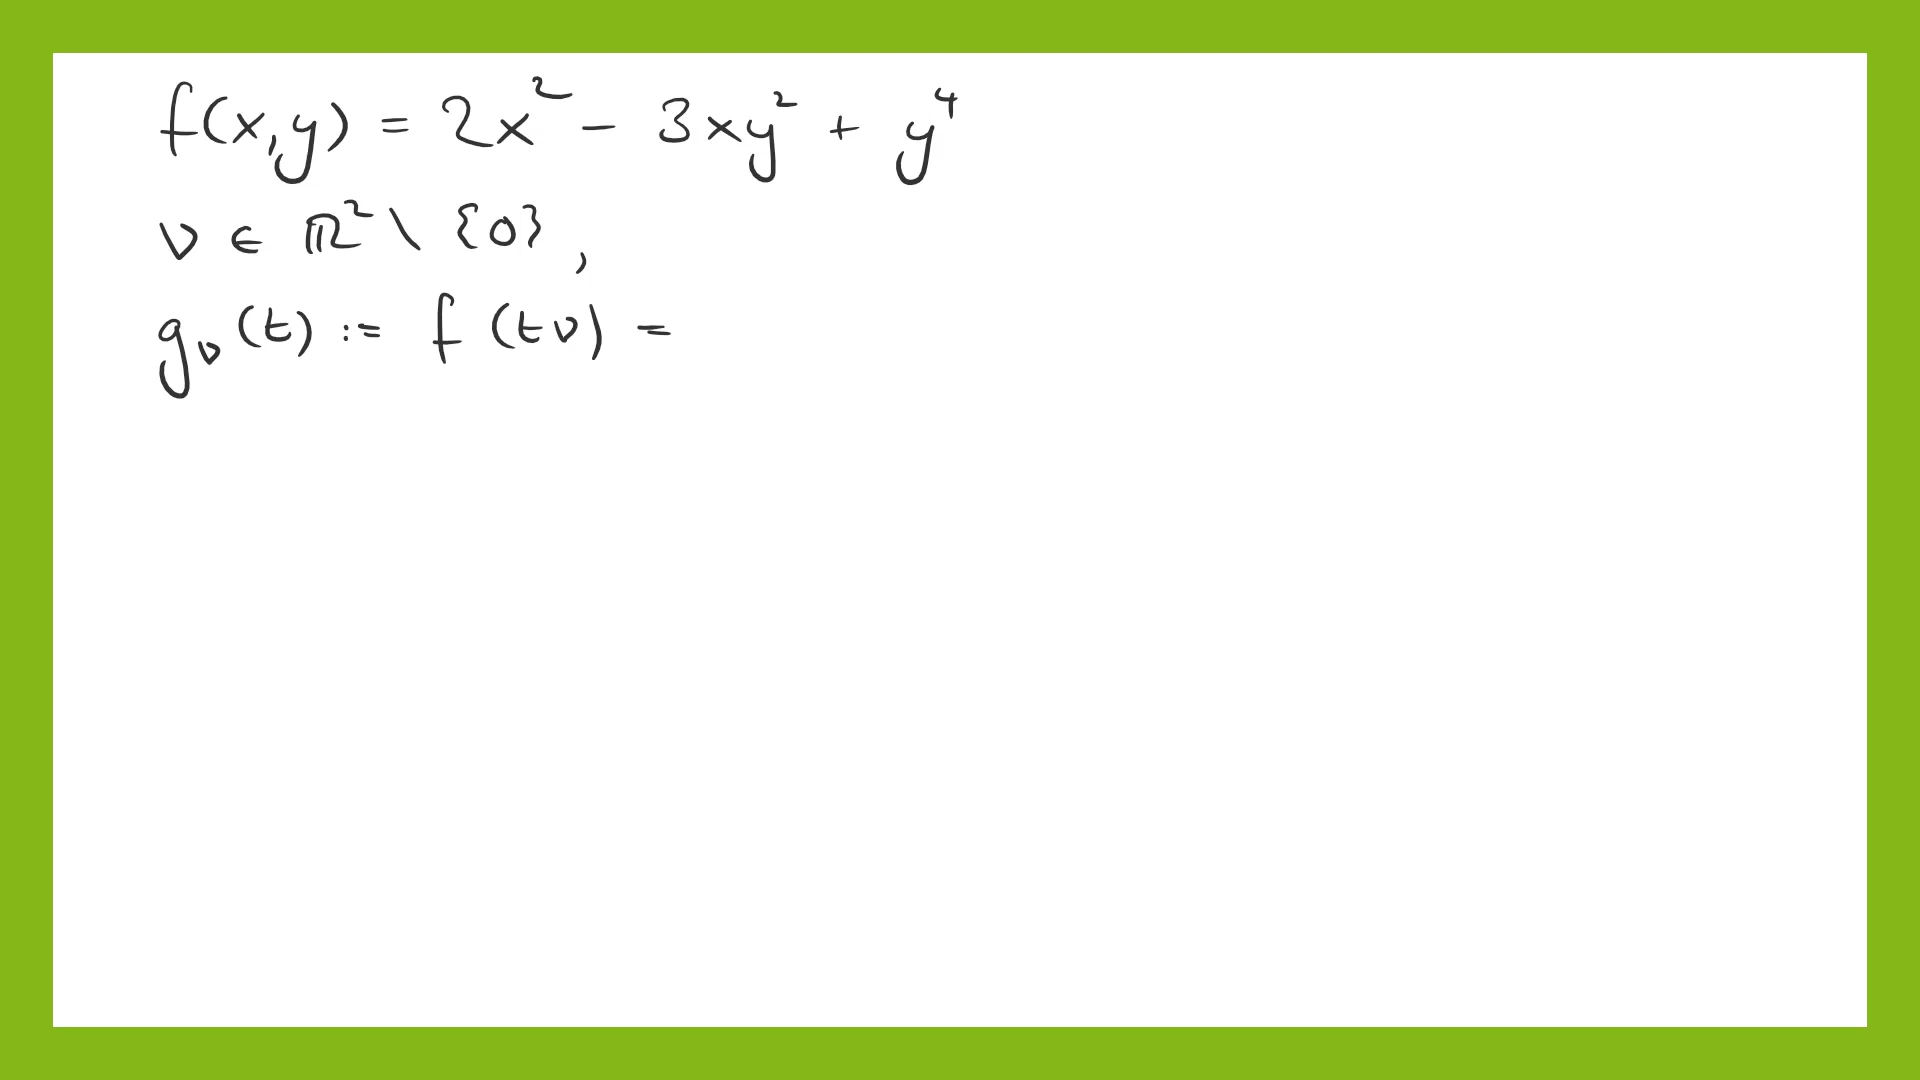 f(x,y) = 2x² - 3xy² + y⁴
v ∈ ℝ² \ {0},
g_v(t) := f(tv) =